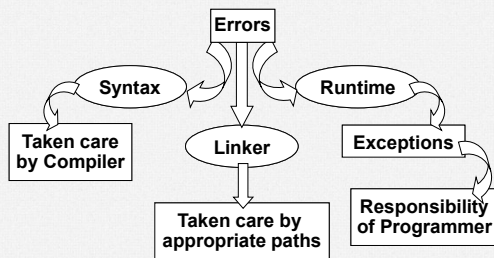 Errors
Syntax
Runtime
Taken care
by Compiler
Linker
Exceptions
Taken care by
appropriate paths
Responsibility
of Programmer